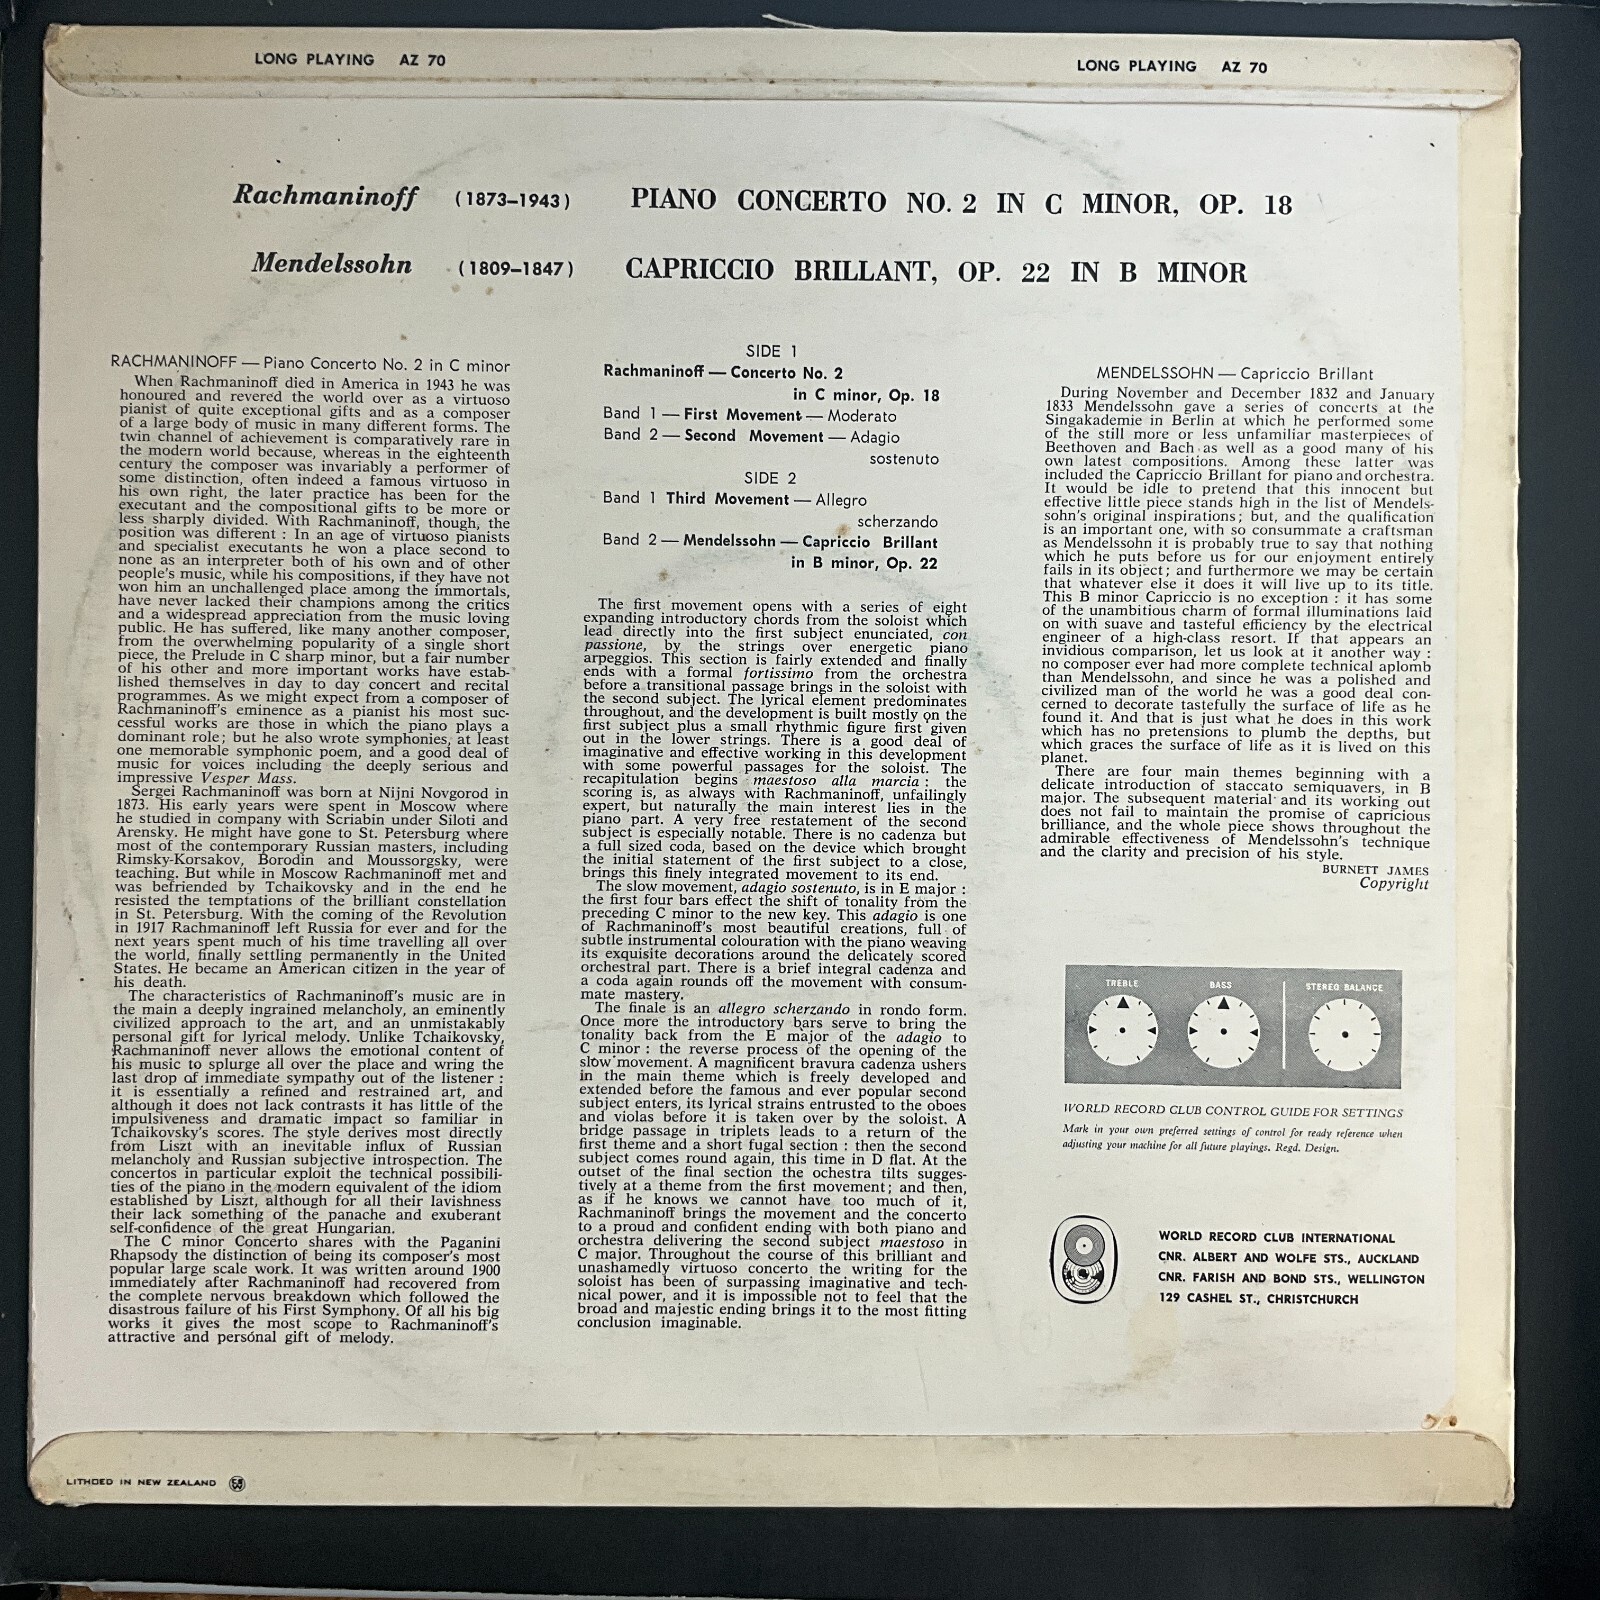 LONG PLAYING AZ 70
LONG PLAYING AZ 70
Rachmaninoff (1873–1943) PIANO CONCERTO NO. 2 IN C MINOR, OP. 18
Mendelssohn (1809–1847) CAPRICCIO BRILLANT, OP. 22 IN B MINOR
RACHMANINOFF — Piano Concerto No. 2 in C minor
When Rachmaninoff died in America in 1943 he was
honoured and revered the world over as a virtuoso
pianist of quite exceptional gifts and as a composer
of a large body of music in many different forms. The
twin channel of achievement is comparatively rare in
the modern world because, whereas in the eighteenth
century the composer was invariably a performer of
some distinction, often indeed a famous virtuoso in
his own right, the later practice has been for the
executant and the compositional gifts to be more or
less sharply divided. With Rachmaninoff, though, the
position was different : In an age of virtuoso pianists
and specialist executants he won a place second to
none as an interpreter both of his own and of other
people's music, while his compositions, if they have not
won him an unchallenged place among the immortals,
have never lacked their champions among the critics
and a widespread appreciation from the music loving
public. He has suffered, like many another composer,
from the overwhelming popularity of a single short
piece, the Prelude in C sharp minor, but a fair number
of his other and more important works have estab-
lished themselves in day to day concert and recital
programmes. As we might expect from a composer of
Rachmaninoff's eminence as a pianist his most suc-
cessful works are those in which the piano plays a
dominant role; but he also wrote symphonies, at least
one memorable symphonic poem, and a good deal of
music for voices including the deeply serious and
impressive Vesper Mass.
Sergei Rachmaninoff was born at Nijni Novgorod in
1873. His early years were spent in Moscow where
he studied in company with Scriabin under Siloti and
Arensky. He might have gone to St. Petersburg where
most of the contemporary Russian masters, including
Rimsky-Korsakov, Borodin and Moussorgsky, were
teaching. But while in Moscow Rachmaninoff met and
was befriended by Tchaikovsky and in the end he
resisted the temptations of the brilliant constellation
in St. Petersburg. With the coming of the Revolution
in 1917 Rachmaninoff left Russia for ever and for the
next years spent much of his time travelling all over
the world, finally settling permanently in the United
States. He became an American citizen in the year of
his death.
The characteristics of Rachmaninoff's music are in
the main a deeply ingrained melancholy, an eminently
civilized approach to the art, and an unmistakably
personal gift for lyrical melody. Unlike Tchaikovsky,
Rachmaninoff never allows the emotional content of
his music to splurge all over the place and wring the
last drop of immediate sympathy out of the listener :
it is essentially a refined and restrained art, and
although it does not lack contrasts it has little of the
impulsiveness and dramatic impact so familiar in
Tchaikovsky's scores. The style derives most directly
from Liszt with an inevitable influx of Russian
melancholy and Russian subjective introspection. The
concertos in particular exploit the technical possibili-
ties of the piano in the modern equivalent of the idiom
established by Liszt, although for all their lavishness
their lack something of the panache and exuberant
self-confidence of the great Hungarian.
The C minor Concerto shares with the Paganini
Rhapsody the distinction of being its composer's most
popular large scale work. It was written around 1900
immediately after Rachmaninoff had recovered from
the complete nervous breakdown which followed the
disastrous failure of his First Symphony. Of all his big
works it gives the most scope to Rachmaninoff's
attractive and personal gift of melody.
SIDE 1
Rachmaninoff — Concerto No. 2
in C minor, Op. 18
Band 1 — First Movement — Moderato
Band 2 — Second Movement — Adagio
sostenuto
SIDE 2
Band 1 Third Movement — Allegro
scherzando
Band 2 — Mendelssohn — Capriccio Brillant
in B minor, Op. 22
The first movement opens with a series of eight
expanding introductory chords from the soloist which
lead directly into the first subject enunciated, con
passione, by the strings over energetic piano
arpeggios. This section is fairly extended and finally
ends with a formal fortissimo from the orchestra
before a transitional passage brings in the soloist with
the second subject. The lyrical element predominates
throughout, and the development is built mostly on the
first subject plus a small rhythmic figure first given
out in the lower strings. There is a good deal of
imaginative and effective working in this development
with some powerful passages for the soloist. The
recapitulation begins maestoso alla marcia : the
scoring is, as always with Rachmaninoff, unfailingly
expert, but naturally the main interest lies in the
piano part. A very free restatement of the second
subject is especially notable. There is no cadenza but
a full sized coda, based on the device which brought
the initial statement of the first subject to a close,
brings this finely integrated movement to its end.
The slow movement, adagio sostenuto, is in E major :
the first four bars effect the shift of tonality from the
preceding C minor to the new key. This adagio is one
of Rachmaninoff's most beautiful creations, full of
subtle instrumental colouration with the piano weaving
its exquisite decorations around the delicately scored
orchestral part. There is a brief integral cadenza and
a coda again rounds off the movement with consum-
mate mastery.
The finale is an allegro scherzando in rondo form.
Once more the introductory bars serve to bring the
tonality back from the E major of the adagio to
C minor : the reverse process of the opening of the
slow movement. A magnificent bravura cadenza ushers
in the main theme which is freely developed and
extended before the famous and ever popular second
subject enters, its lyrical strains entrusted to the oboes
and violas before it is taken over by the soloist. A
bridge passage in triplets leads to a return of the
first theme and a short fugal section : then the second
subject comes round again, this time in D flat. At the
outset of the final section the ochestra tilts sugges-
tively at a theme from the first movement; and then,
as if he knows we cannot have too much of it,
Rachmaninoff brings the movement and the concerto
to a proud and confident ending with both piano and
orchestra delivering the second subject maestoso in
C major. Throughout the course of this brilliant and
unashamedly virtuoso concerto the writing for the
soloist has been of surpassing imaginative and tech-
nical power, and it is impossible not to feel that the
broad and majestic ending brings it to the most fitting
conclusion imaginable.
MENDELSSOHN — Capriccio Brillant
During November and December 1832 and January
1833 Mendelssohn gave a series of concerts at the
Singakademie in Berlin at which he performed some
of the still more or less unfamiliar masterpieces of
Beethoven and Bach as well as a good many of his
own latest compositions. Among these latter was
included the Capriccio Brillant for piano and orchestra.
It would be idle to pretend that this innocent but
effective little piece stands high in the list of Mendels-
sohn's original inspirations; but, and the qualification
is an important one, with so consummate a craftsman
as Mendelssohn it is probably true to say that nothing
which he puts before us for our enjoyment entirely
fails in its object; and furthermore we may be certain
that whatever else it does it will live up to its title.
This B minor Capriccio is no exception : it has some
of the unambitious charm of formal illuminations laid
on with suave and tasteful efficiency by the electrical
engineer of a high-class resort. If that appears an
invidious comparison, let us look at it another way :
no composer ever had more complete technical aplomb
than Mendelssohn, and since he was a polished and
civilized man of the world he was a good deal con-
cerned to decorate tastefully the surface of life as he
found it. And that is just what he does in this work
which has no pretensions to plumb the depths, but
which graces the surface of life as it is lived on this
planet.
There are four main themes beginning with a
delicate introduction of staccato semiquavers, in B
major. The subsequent material and its working out
does not fail to maintain the promise of capricious
brilliance, and the whole piece shows throughout the
admirable effectiveness of Mendelssohn's technique
and the clarity and precision of his style.
BURNETT JAMES
Copyright
TREBLE BASS STEREO BALANCE
WORLD RECORD CLUB CONTROL GUIDE FOR SETTINGS
Mark in your own preferred settings of control for ready reference when
adjusting your machine for all future playings. Regd. Design.
WORLD RECORD CLUB INTERNATIONAL
CNR. ALBERT AND WOLFE STS., AUCKLAND
CNR. FARISH AND BOND STS., WELLINGTON
129 CASHEL ST., CHRISTCHURCH
LITHOED IN NEW ZEALAND